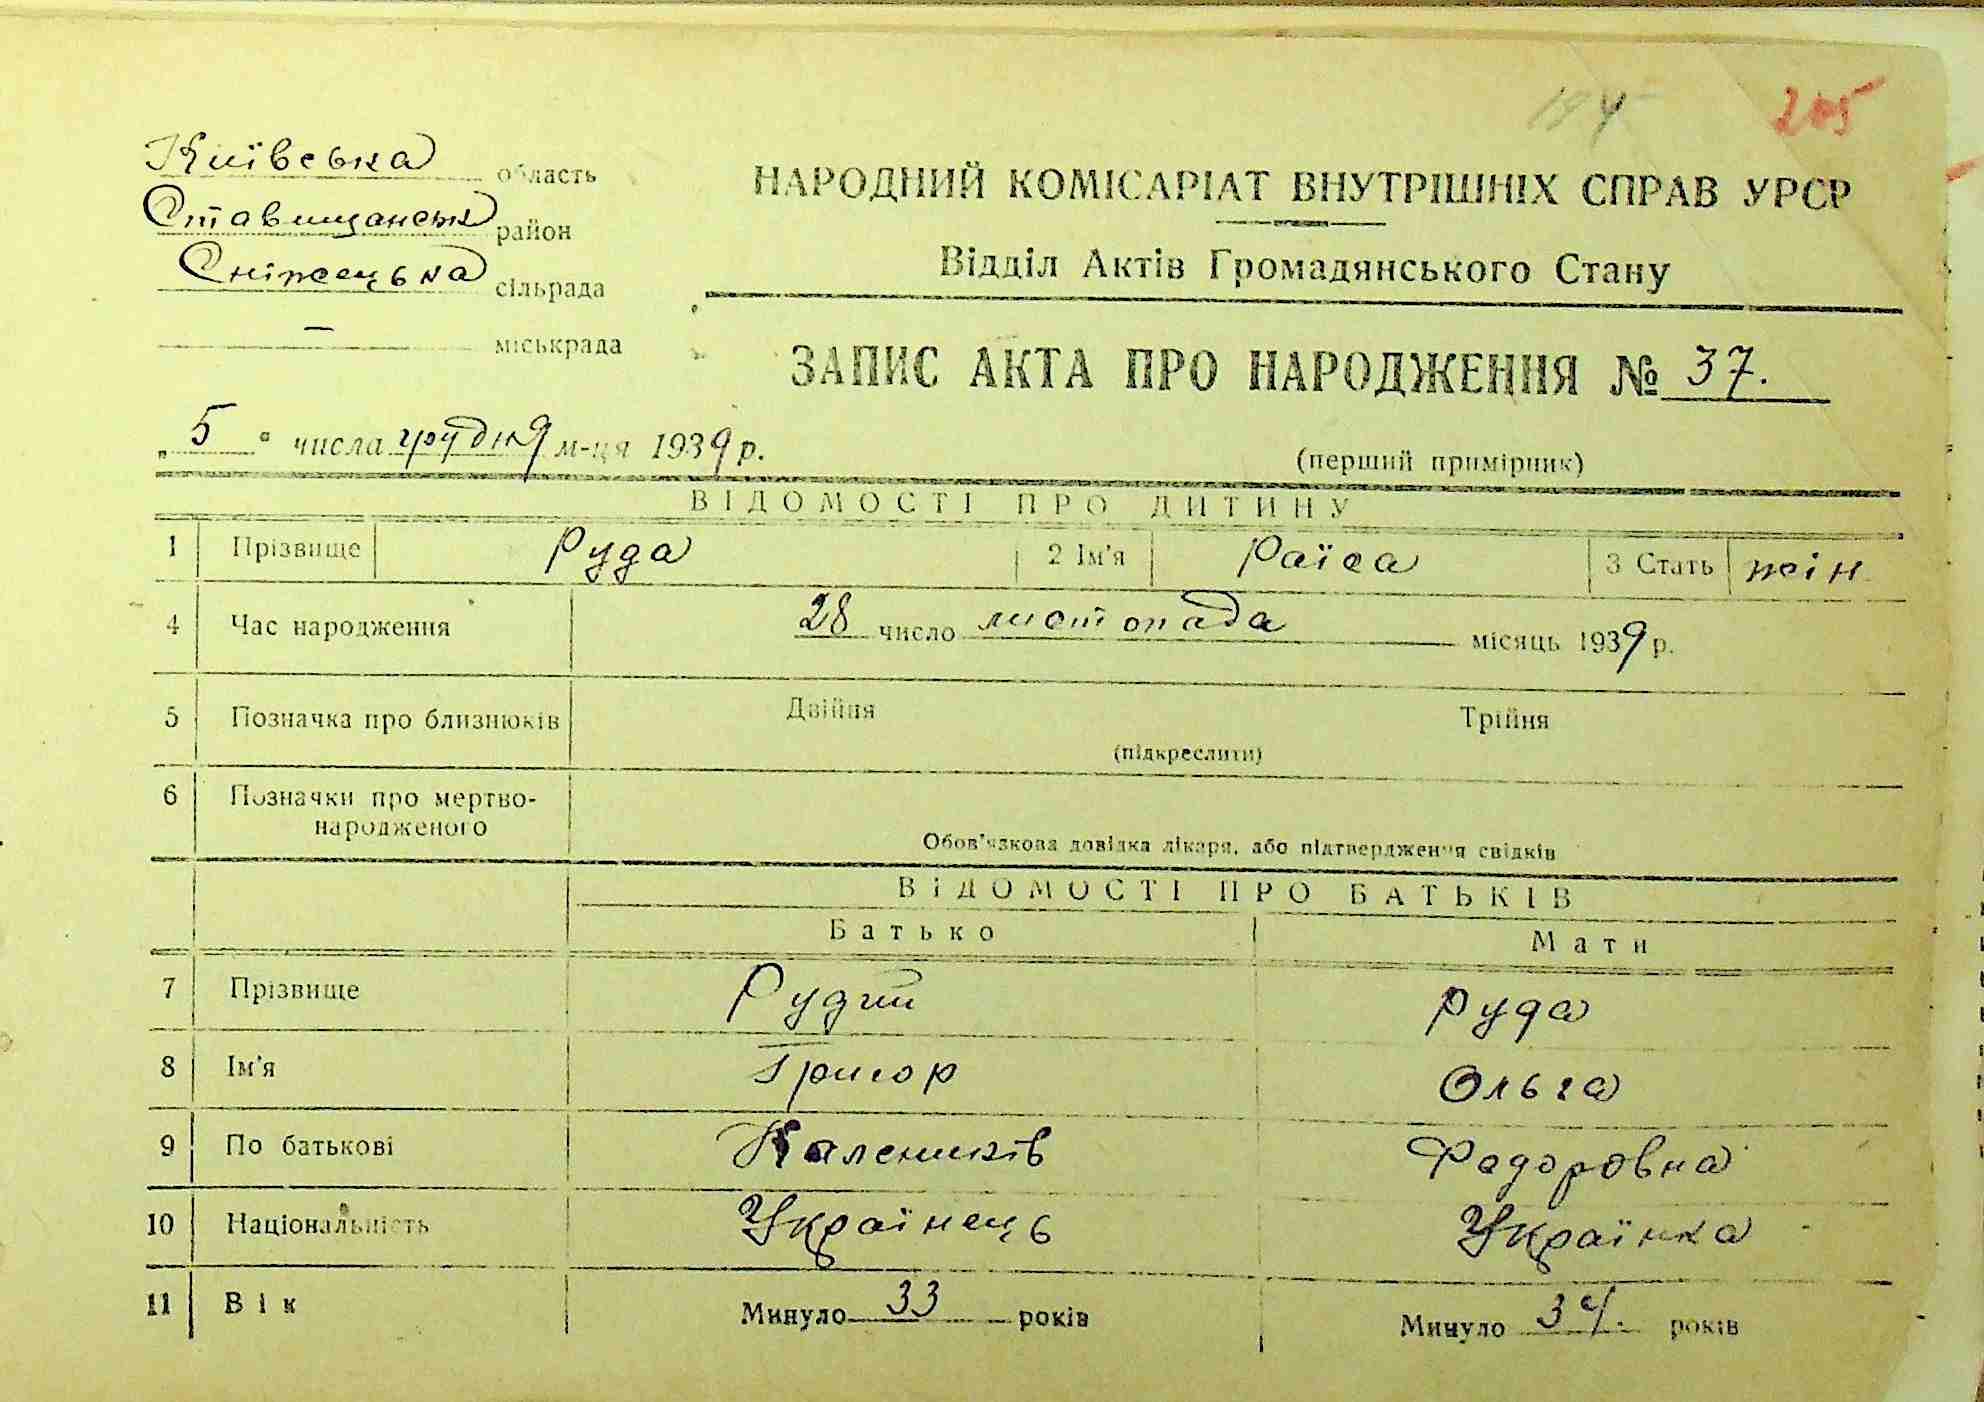 205
Київська область
Ставищанськ район
Сніжецька сільрада
— міськрада
НАРОДНИЙ КОМІСАРІАТ ВНУТРІШНІХ СПРАВ УРСР
Відділ Актів Громадянського Стану
ЗАПИС АКТА ПРО НАРОДЖЕННЯ № 37.
„ 5 “ числа грудня м-ця 1939 р.
(перший примірник)
ВІДОМОСТІ ПРО ДИТИНУ
1 Прізвище Руда 2 Ім'я Раїса 3 Стать жін
4 Час народження 28 число листопада місяць 1939 р.
5 Позначка про близнюків Двійня Трійня
(підкреслити)
6 Позначки про мертво-
народженого
Обов'язкова довідка лікаря, або підтвердження свідків
ВІДОМОСТІ ПРО БАТЬКІВ
Батько Мати
7 Прізвище Рудий Руда
8 Ім'я Григор Ольга
9 По батькові Калеників Федоровна
10 Національність Українець Українка
11 Вік Минуло 33 років Минуло 34. років